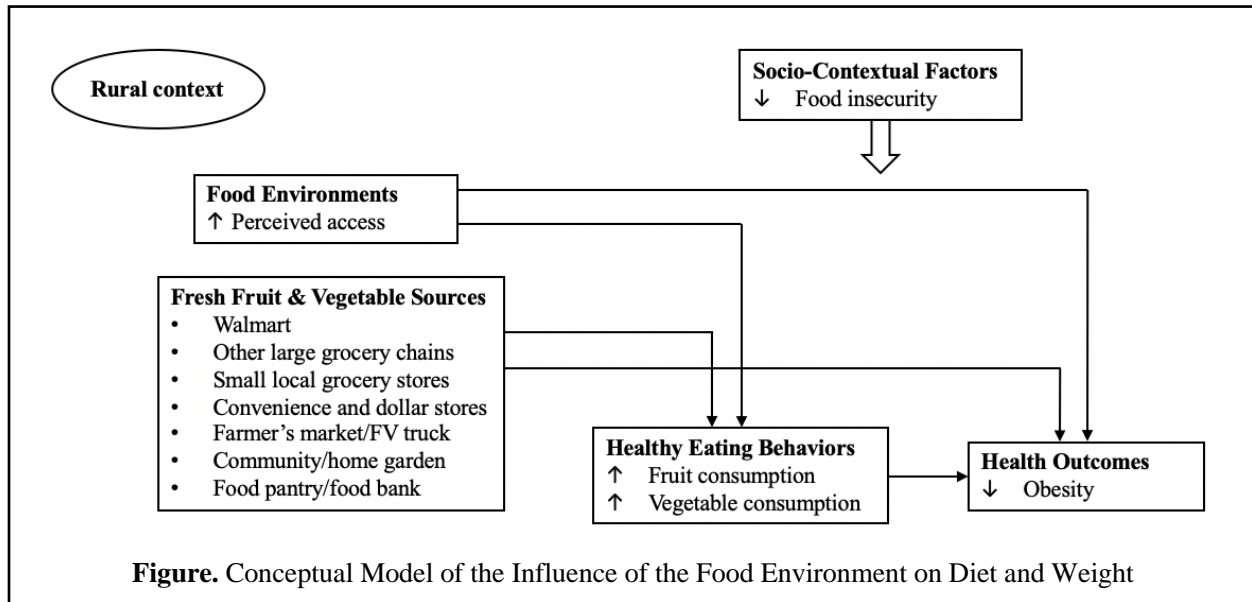 Rural context
Socio-Contextual Factors
↓ Food insecurity
Food Environments
↑ Perceived access
Fresh Fruit & Vegetable Sources
• Walmart
• Other large grocery chains
• Small local grocery stores
• Convenience and dollar stores
• Farmer's market/FV truck
• Community/home garden
• Food pantry/food bank
Healthy Eating Behaviors
↑ Fruit consumption
↑ Vegetable consumption
Health Outcomes
↓ Obesity
Figure. Conceptual Model of the Influence of the Food Environment on Diet and Weight